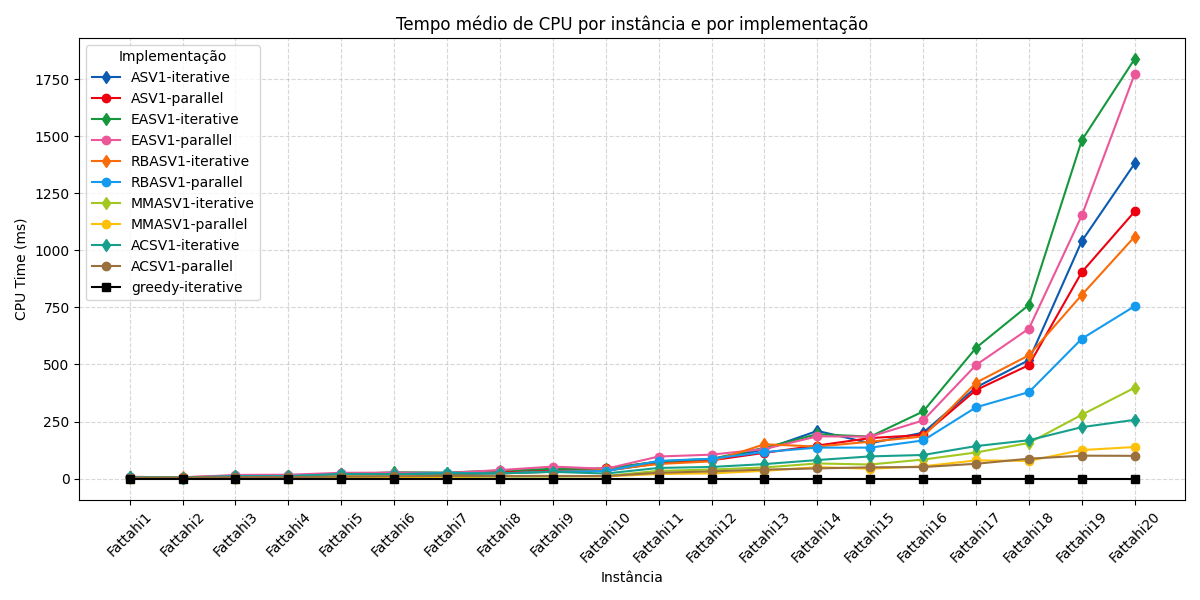 Tempo médio de CPU por instância e por implementação
CPU Time (ms)
1750
1500
1250
1000
750
500
250
0
Implementação
ASV1-iterative
ASV1-parallel
EASV1-iterative
EASV1-parallel
RBASV1-iterative
RBASV1-parallel
MMASV1-iterative
MMASV1-parallel
ACSV1-iterative
ACSV1-parallel
greedy-iterative
Fattahi1
Fattahi2
Fattahi3
Fattahi4
Fattahi5
Fattahi6
Fattahi7
Fattahi8
Fattahi9
Fattahi10
Fattahi11
Fattahi12
Fattahi13
Fattahi14
Fattahi15
Fattahi16
Fattahi17
Fattahi18
Fattahi19
Fattahi20
Instância